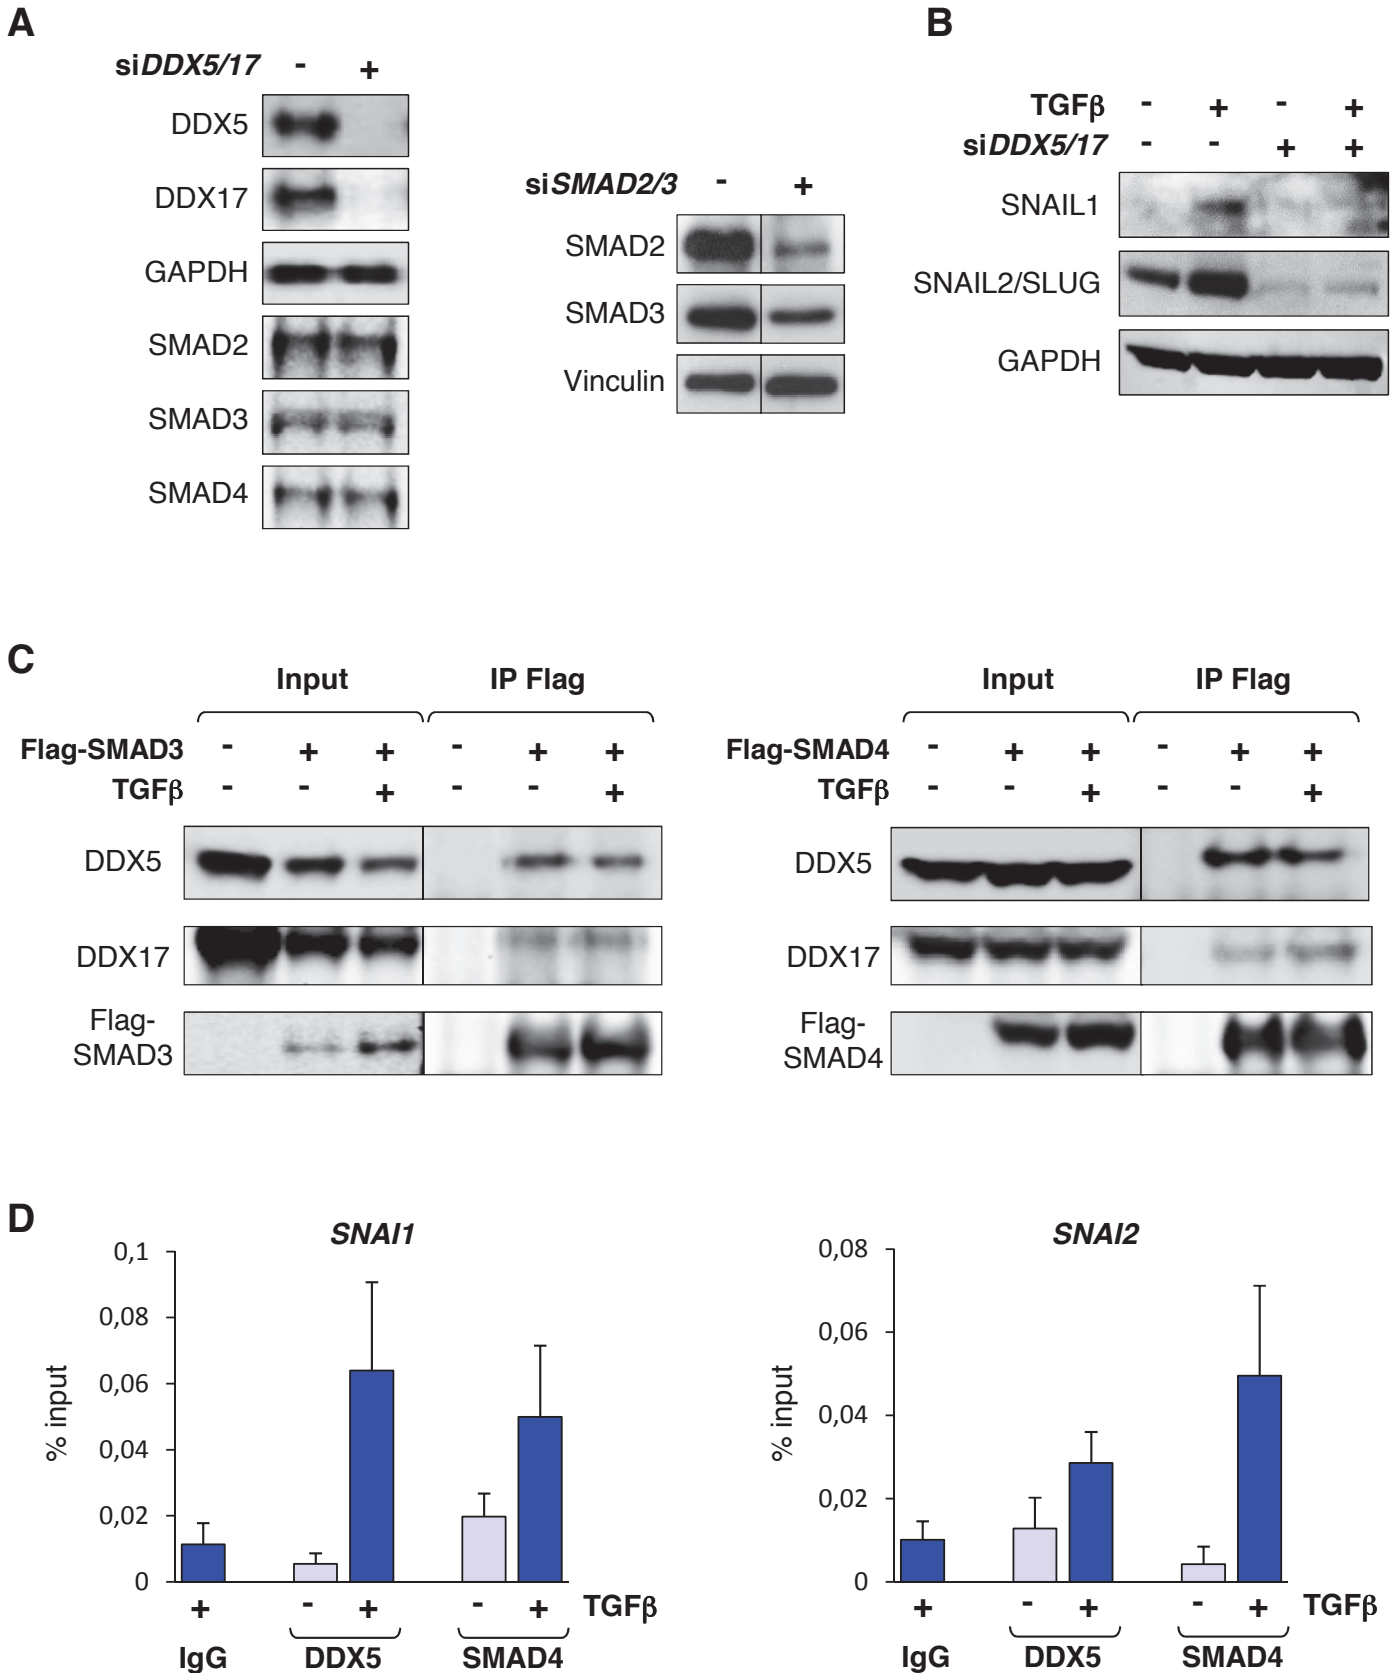 A
siDDX5/17 - +
DDX5
DDX17
GAPDH
SMAD2
SMAD3
SMAD4
siSMAD2/3 - +
SMAD2
SMAD3
Vinculin
B
TGFβ - + - +
siDDX5/17 - - + +
SNAIL1
SNAIL2/SLUG
GAPDH
C
Input IP Flag
Flag-SMAD3 - + + - + +
TGFβ - - + - - +
DDX5
DDX17
Flag-
SMAD3
Input IP Flag
Flag-SMAD4 - + + - + +
TGFβ - - + - - +
DDX5
DDX17
Flag-
SMAD4
D
SNAI1
0,1
0,08
0,06
0,04
0,02
0
% input
+ - + - + TGFβ
IgG DDX5 SMAD4
SNAI2
0,08
0,06
0,04
0,02
0
% input
+ - + - + TGFβ
IgG DDX5 SMAD4